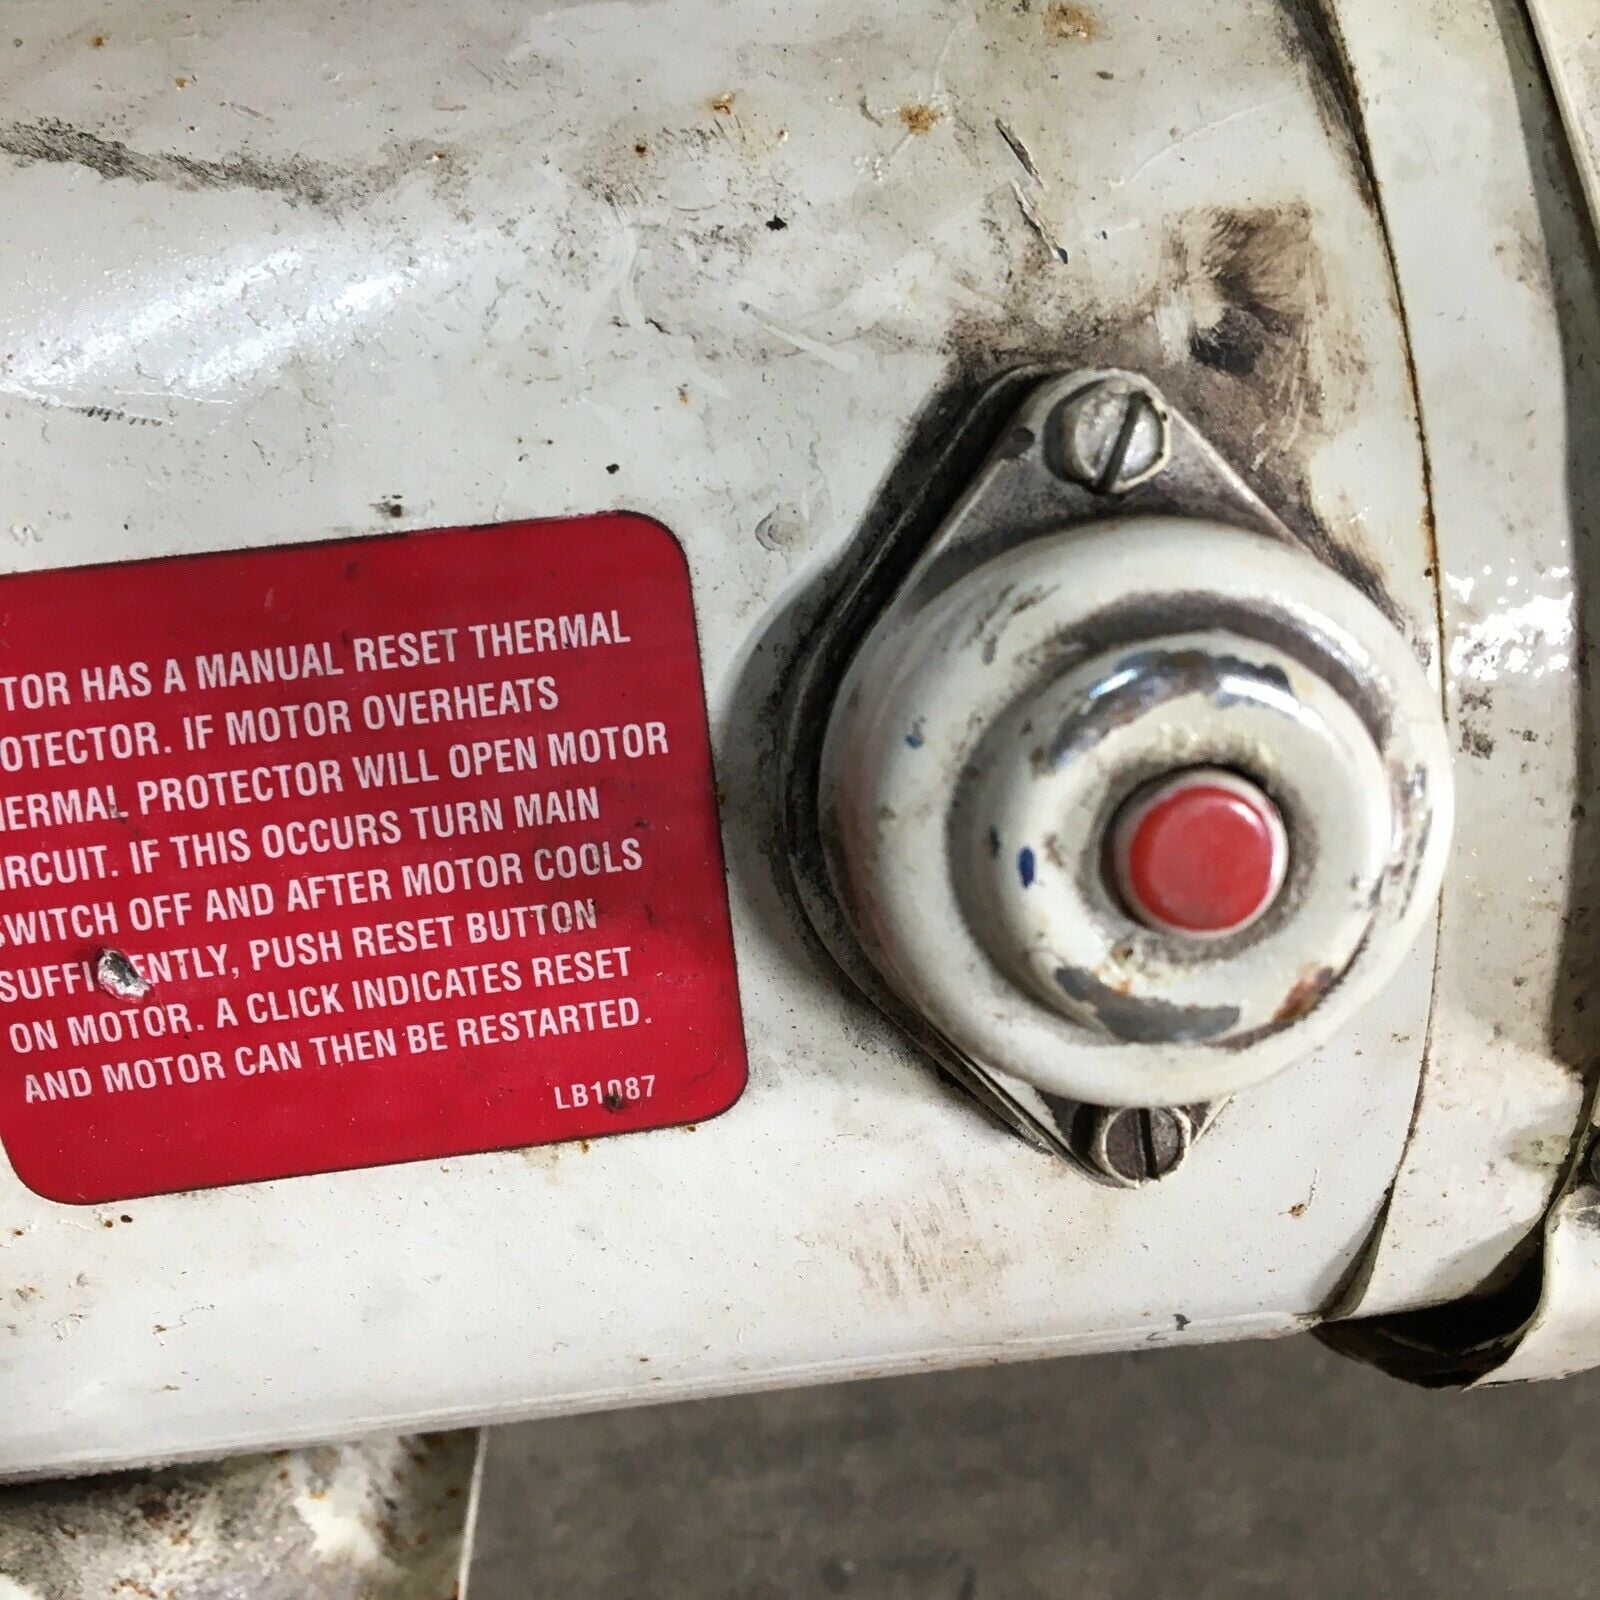 TOR HAS A MANUAL RESET THERMAL
OTECTOR. IF MOTOR OVERHEATS
HERMAL PROTECTOR WILL OPEN MOTOR
IRCUIT. IF THIS OCCURS TURN MAIN
SWITCH OFF AND AFTER MOTOR COOLS
SUFFICIENTLY, PUSH RESET BUTTON
ON MOTOR. A CLICK INDICATES RESET
AND MOTOR CAN THEN BE RESTARTED.
LB1087